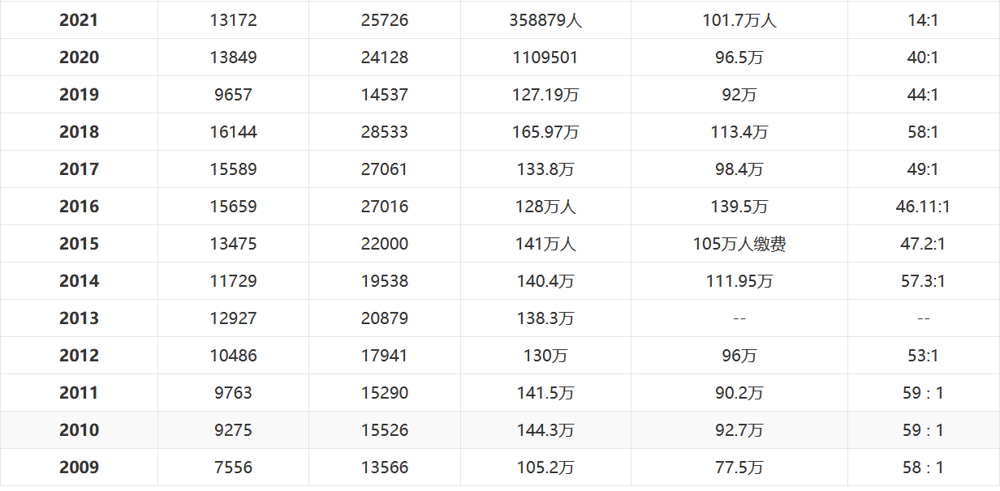 2021 13172 25726 358879人 101.7万人 14:1
2020 13849 24128 1109501 96.5万 40:1
2019 9657 14537 127.19万 92万 44:1
2018 16144 28533 165.97万 113.4万 58:1
2017 15589 27061 133.8万 98.4万 49:1
2016 15659 27016 128万人 139.5万 46.11:1
2015 13475 22000 141万人 105万人缴费 47.2:1
2014 11729 19538 140.4万 111.95万 57.3:1
2013 12927 20879 138.3万 -- --
2012 10486 17941 130万 96万 53:1
2011 9763 15290 141.5万 90.2万 59 : 1
2010 9275 15526 144.3万 92.7万 59 : 1
2009 7556 13566 105.2万 77.5万 58 : 1